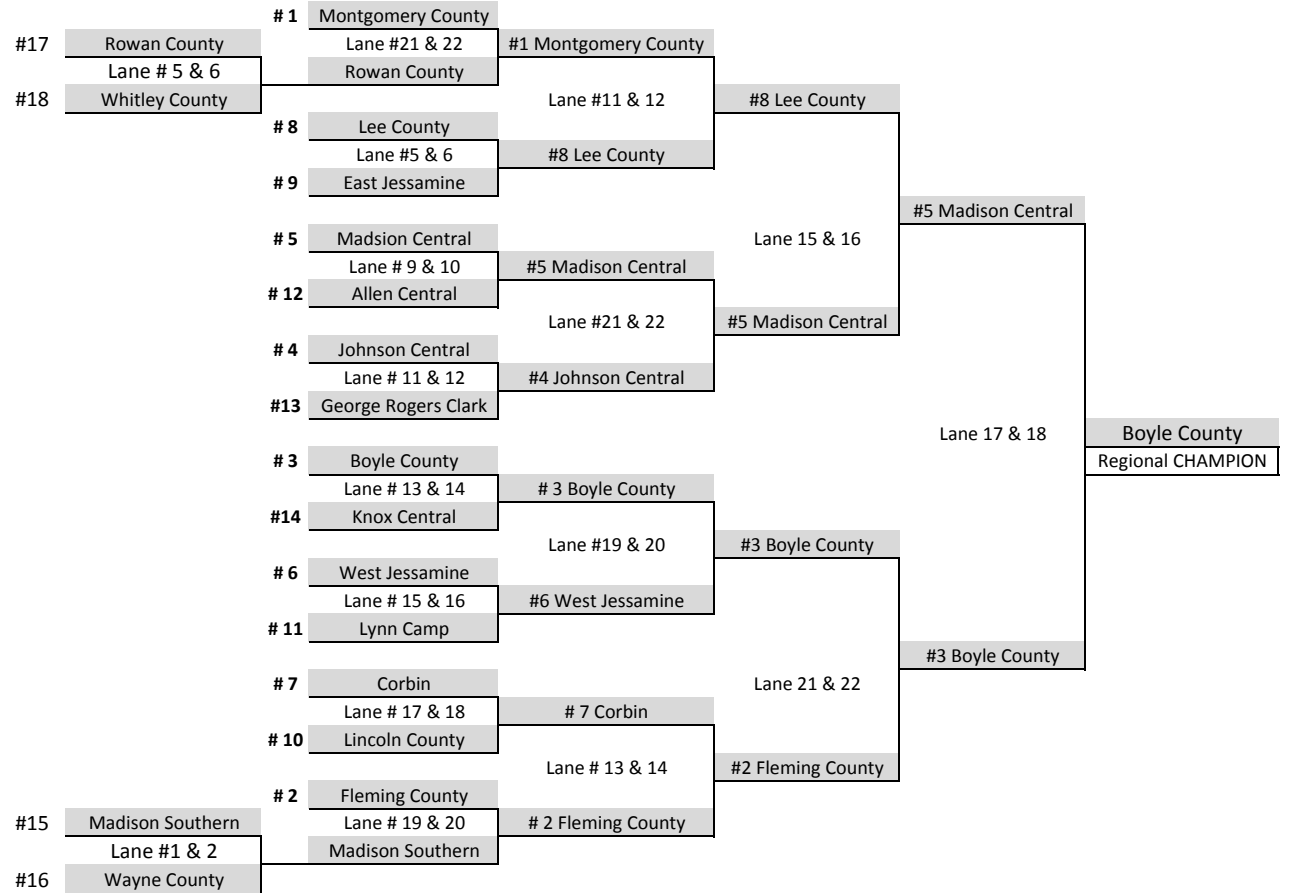 # 1 Montgomery County
#17 Rowan County Lane #21 & 22 #1 Montgomery County
Lane # 5 & 6 Rowan County
#18 Whitley County Lane #11 & 12 #8 Lee County
# 8 Lee County
Lane #5 & 6 #8 Lee County
# 9 East Jessamine
#5 Madison Central
# 5 Madsion Central Lane 15 & 16
Lane # 9 & 10 #5 Madison Central
# 12 Allen Central
Lane #21 & 22 #5 Madison Central
# 4 Johnson Central
Lane # 11 & 12 #4 Johnson Central
#13 George Rogers Clark
Lane 17 & 18 Boyle County
# 3 Boyle County Regional CHAMPION
Lane # 13 & 14 # 3 Boyle County
#14 Knox Central
Lane #19 & 20 #3 Boyle County
# 6 West Jessamine
Lane # 15 & 16 #6 West Jessamine
# 11 Lynn Camp
#3 Boyle County
# 7 Corbin Lane 21 & 22
Lane # 17 & 18 # 7 Corbin
# 10 Lincoln County
Lane # 13 & 14 #2 Fleming County
# 2 Fleming County
#15 Madison Southern Lane # 19 & 20 # 2 Fleming County
Lane #1 & 2 Madison Southern
#16 Wayne County